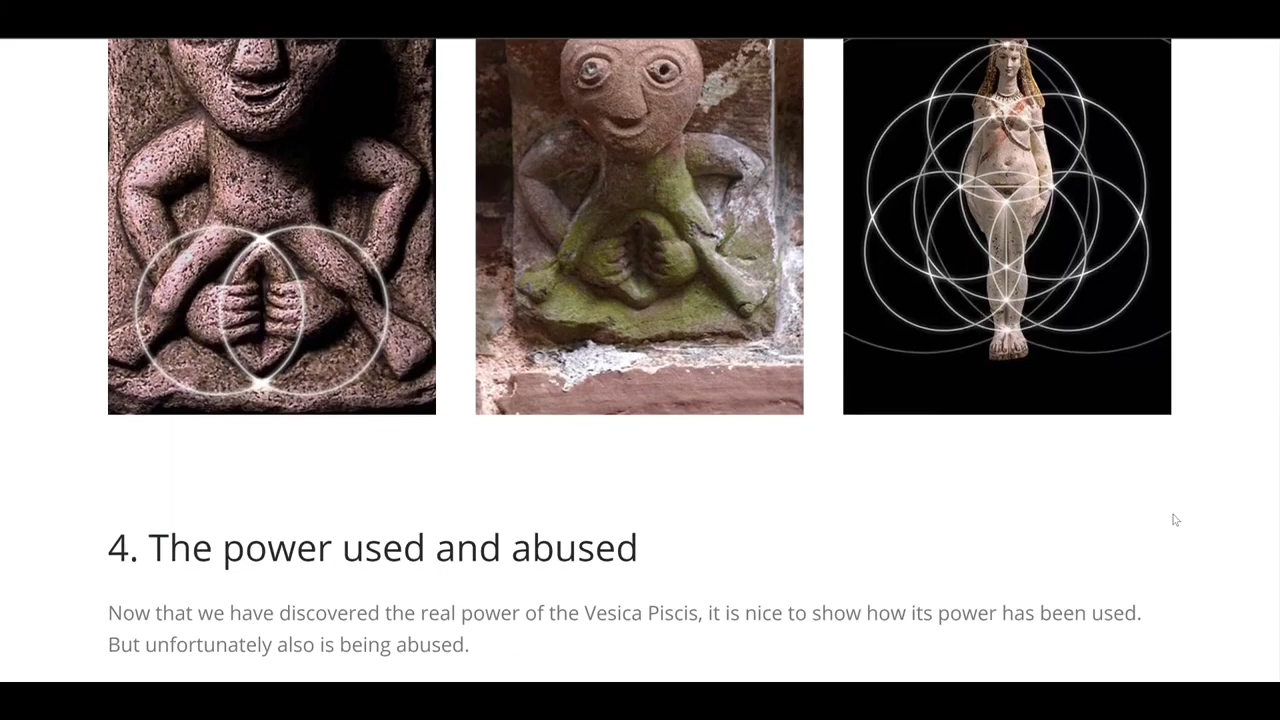 4. The power used and abused
Now that we have discovered the real power of the Vesica Piscis, it is nice to show how its power has been used.
But unfortunately also is being abused.